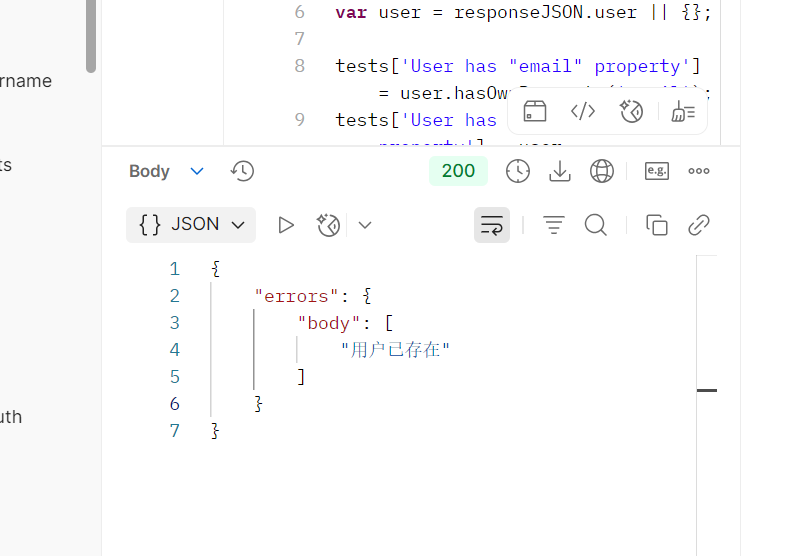 6 var user = responseJSON.user || {};
7
rname
8 tests['User has "email" property']
= user.hasOw
9 tests['User has
ts
Body
200
e.g.
{} JSON
1 {
2 "errors": {
3 "body": [
4 "用户已存在"
5 ]
6 }
uth
7 }